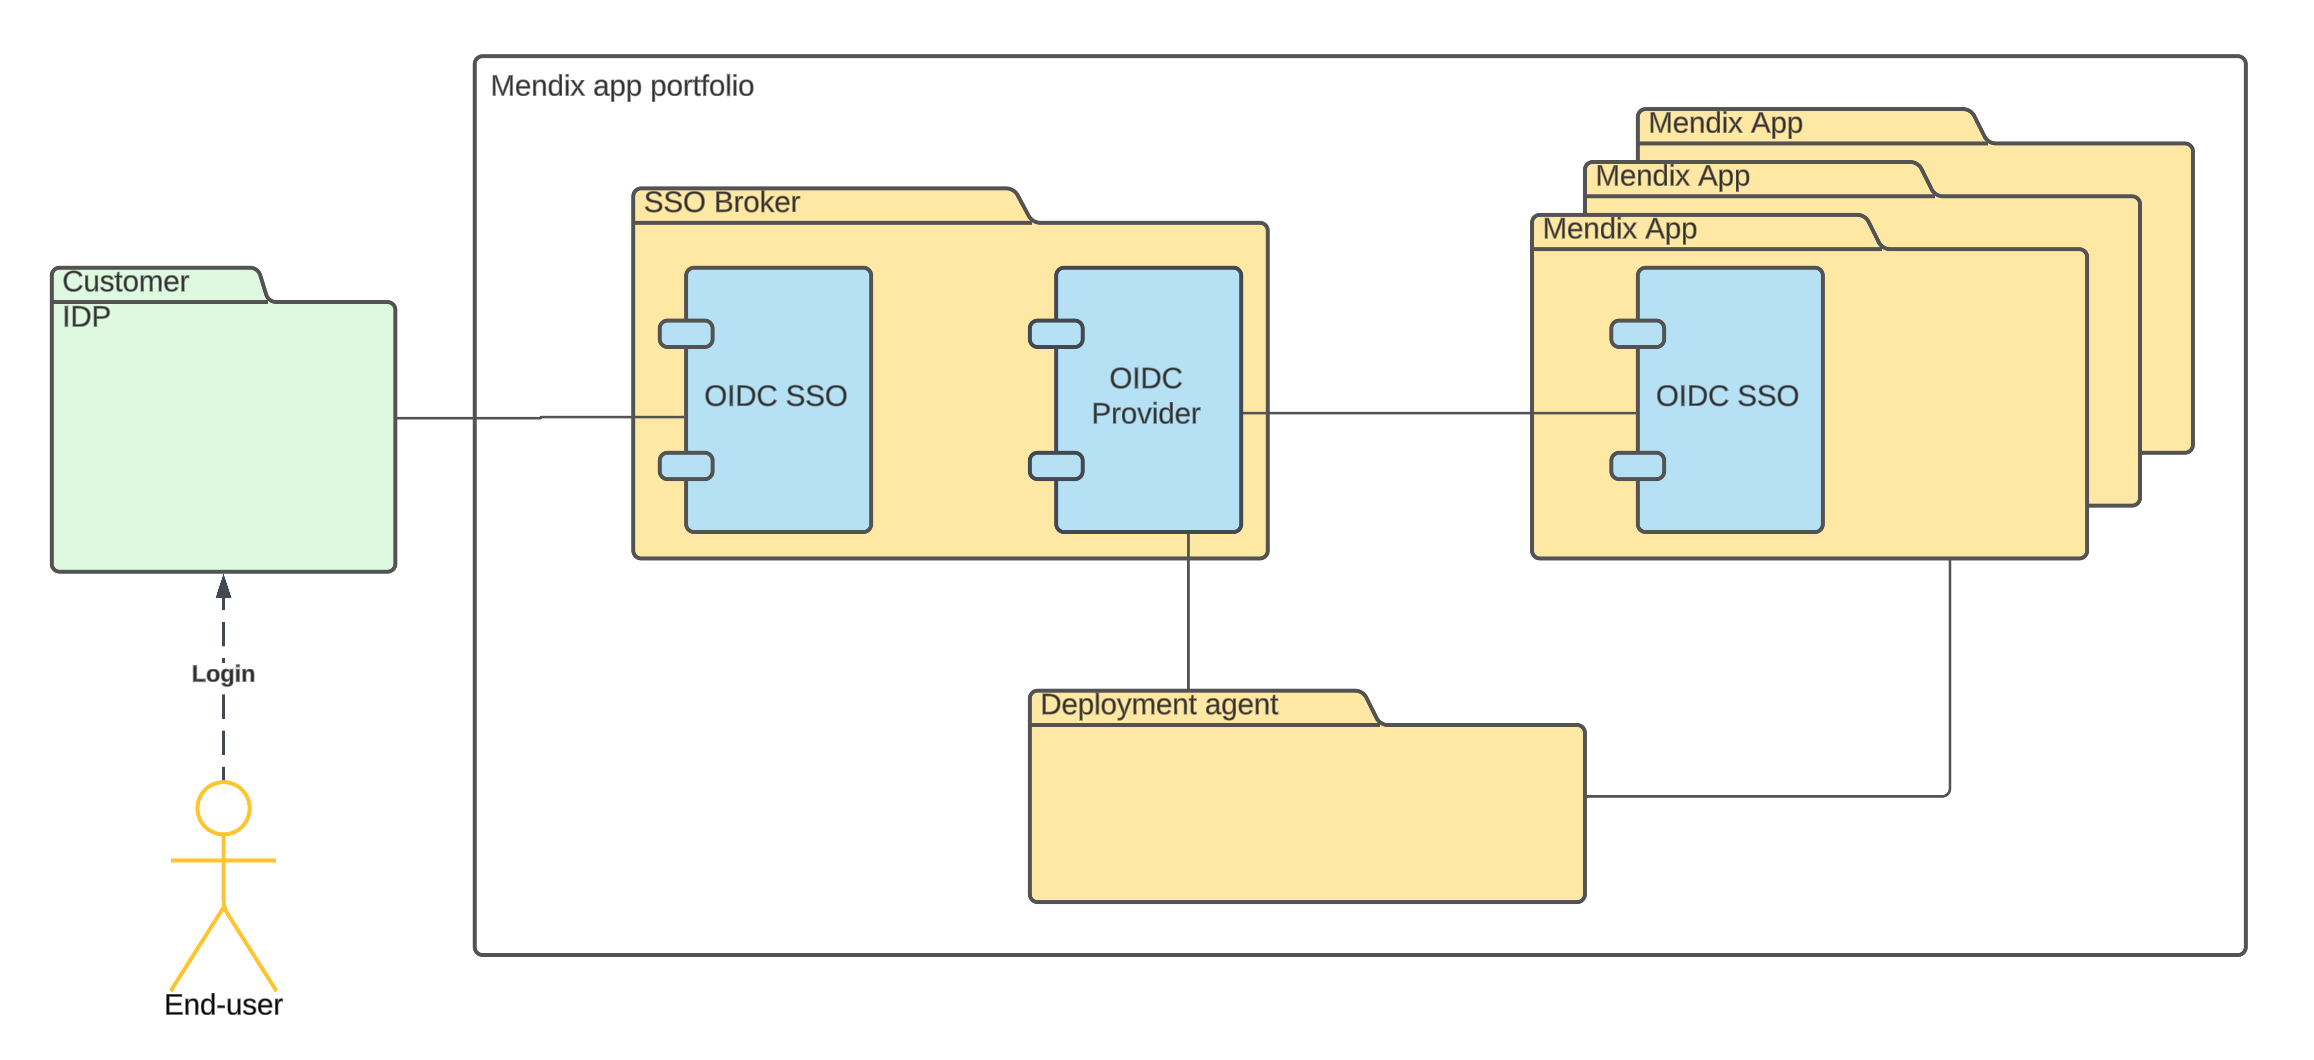 Mendix app portfolio
Mendix App
Mendix App
Mendix App
SSO Broker
Customer
IDP
OIDC SSO
OIDC
Provider
OIDC SSO
Login
Deployment agent
End-user